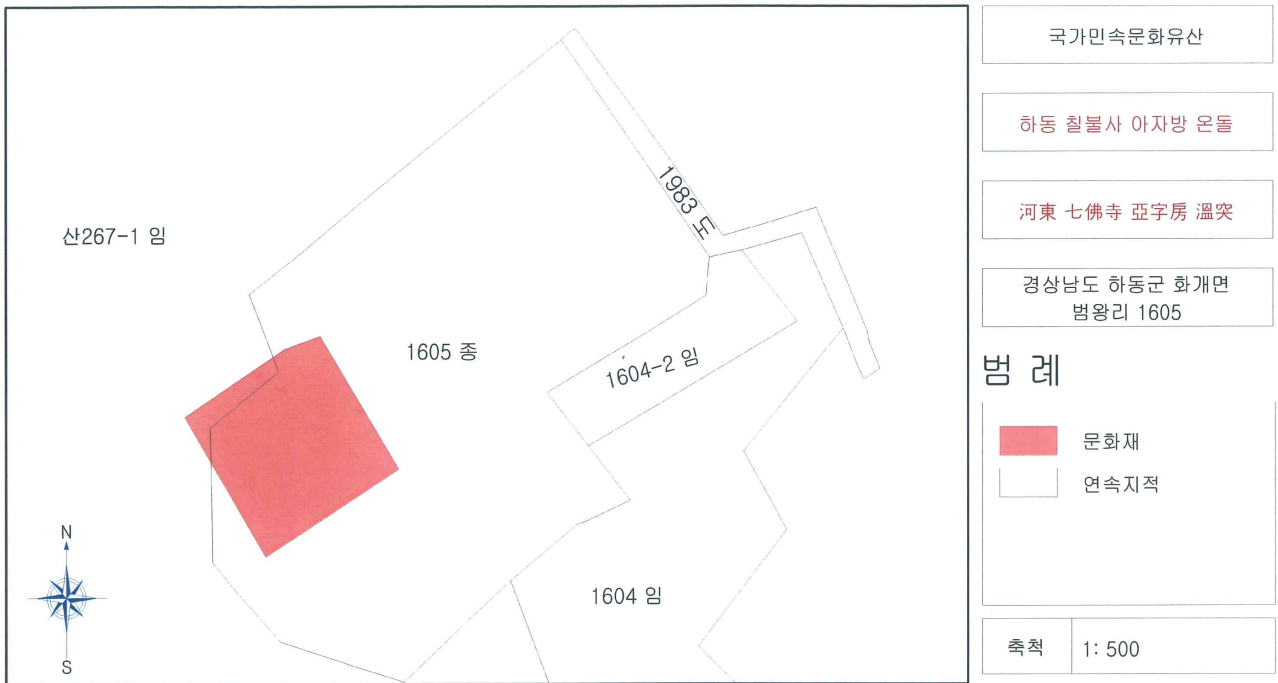 산267-1 임
1983 도
1605 종
1604-2 임
1604 임
N
S
국가민속문화유산
하동 칠불사 아자방 온돌
河東 七佛寺 亞字房 溫突
경상남도 하동군 화개면
범왕리 1605
범 례
문화재
연속지적
축척 1: 500